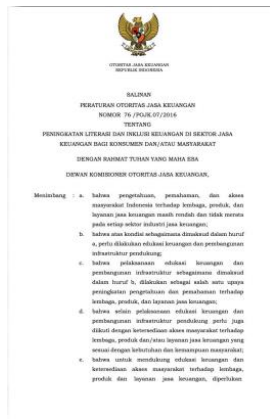 OTORITAS JASA KEUANGAN
REPUBLIK INDONESIA
SALINAN
PERATURAN OTORITAS JASA KEUANGAN
NOMOR 76 /POJK.07/2016
TENTANG
PENINGKATAN LITERASI DAN INKLUSI KEUANGAN DI SEKTOR JASA
KEUANGAN BAGI KONSUMEN DAN/ATAU MASYARAKAT
DENGAN RAHMAT TUHAN YANG MAHA ESA
DEWAN KOMISIONER OTORITAS JASA KEUANGAN,
Menimbang : a. bahwa pengetahuan, pemahaman, dan akses
masyarakat Indonesia terhadap lembaga, produk, dan
layanan jasa keuangan masih rendah dan tidak merata
pada setiap sektor industri jasa keuangan;
b. bahwa atas kondisi sebagaimana dimaksud dalam huruf
a, perlu dilakukan edukasi keuangan dan pembangunan
infrastruktur pendukung;
c. bahwa pelaksanaan edukasi keuangan dan
pembangunan infrastruktur sebagaimana dimaksud
dalam huruf b, dilakukan sebagai salah satu upaya
peningkatan pengetahuan dan pemahaman terhadap
lembaga, produk, dan layanan jasa keuangan;
d. bahwa selain pelaksanaan edukasi keuangan dan
pembangunan infrastruktur pendukung perlu juga
diikuti dengan ketersediaan akses masyarakat terhadap
lembaga, produk dan/atau layanan jasa keuangan yang
sesuai dengan kebutuhan dan kemampuan masyarakat;
e. bahwa untuk mendukung edukasi keuangan dan
ketersediaan akses masyarakat terhadap lembaga,
produk dan layanan jasa keuangan, diperlukan